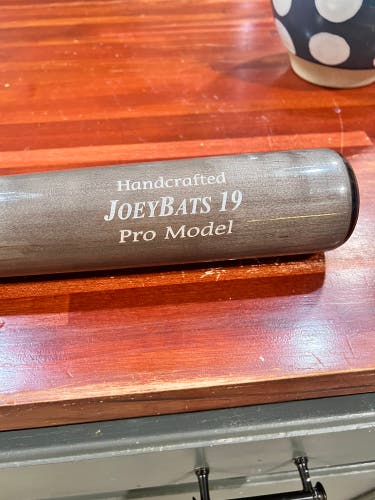 Handcrafted
JOEYBATS 19
Pro Model